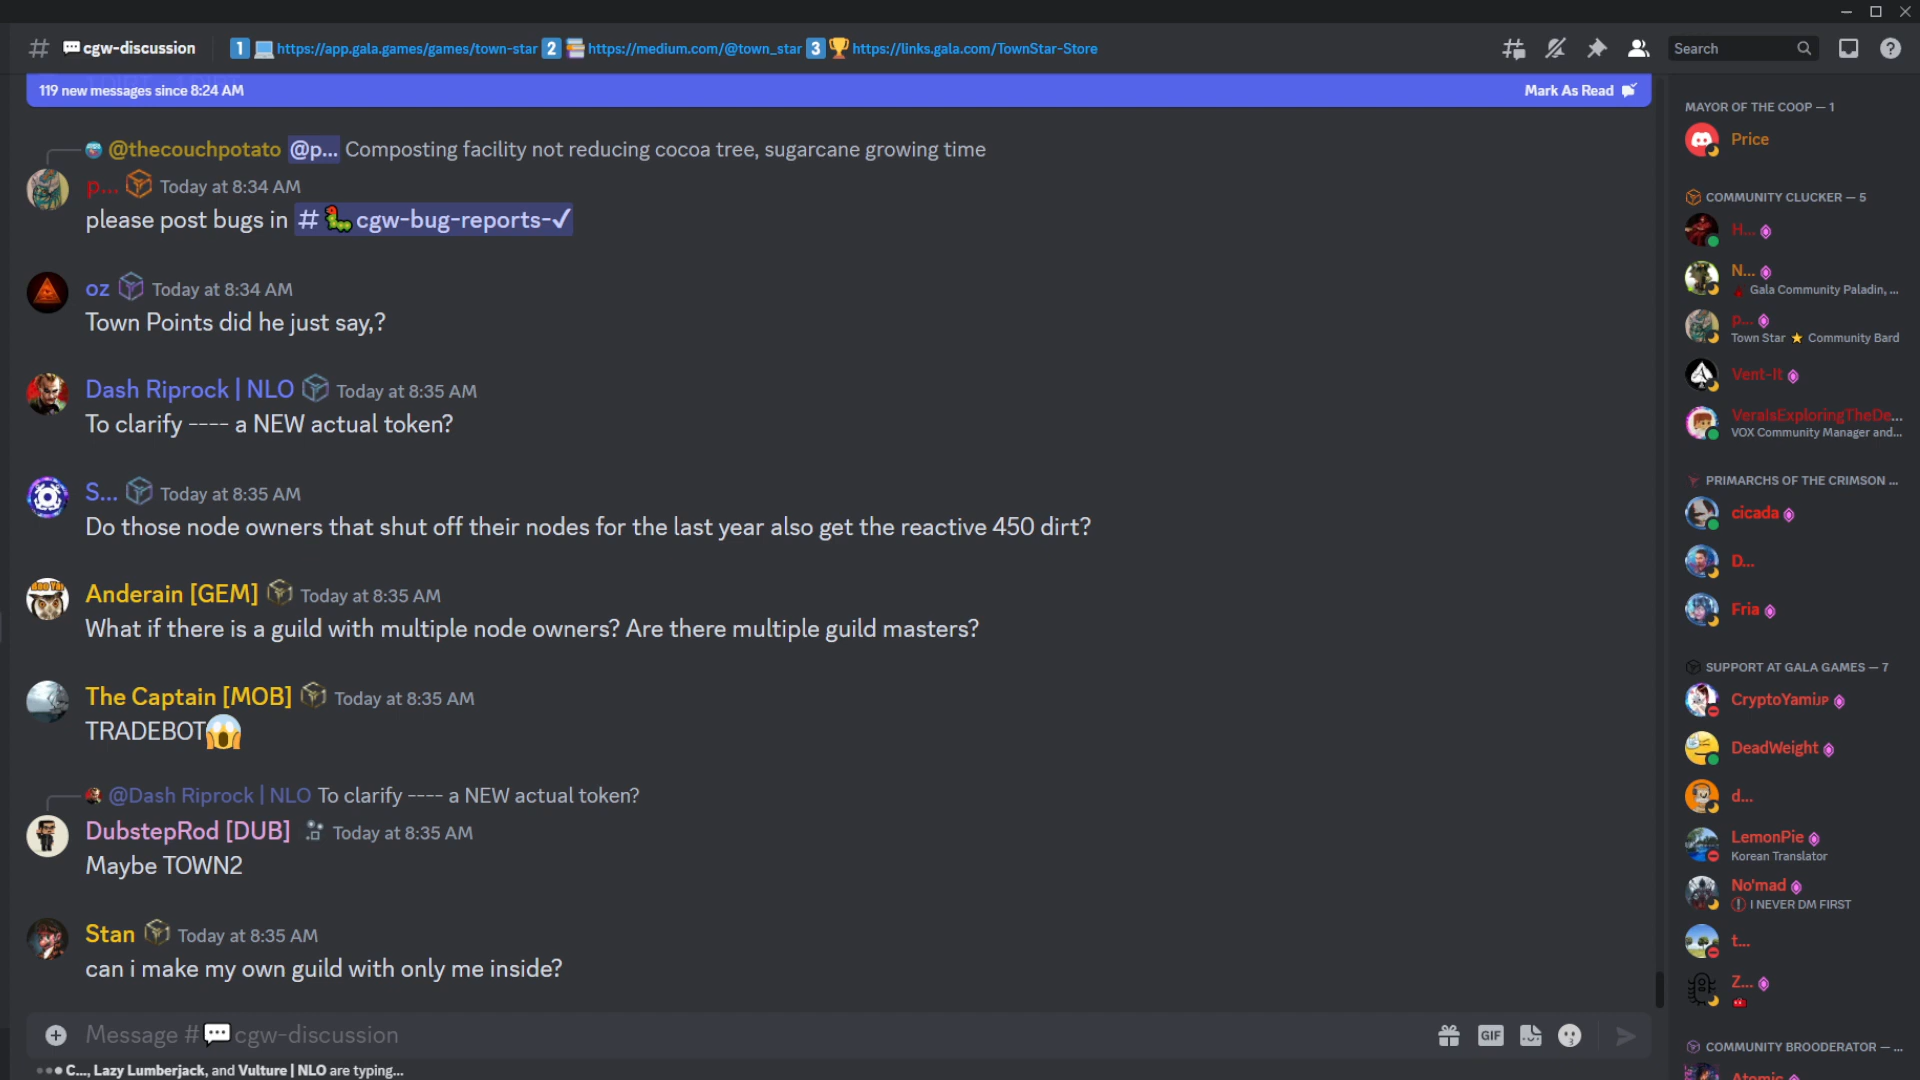 # 💬cgw-discussion 1 💻https://app.gala.games/games/town-star 2 📚https://medium.com/@town_star 3 🏆https://links.gala.com/TownStar-Store Search
119 new messages since 8:24 AM Mark As Read
@thecouchpotato @p... Composting facility not reducing cocoa tree, sugarcane growing time
p... Today at 8:34 AM
please post bugs in # 🐛cgw-bug-reports-✓
oz Today at 8:34 AM
Town Points did he just say,?
Dash Riprock | NLO Today at 8:35 AM
To clarify ---- a NEW actual token?
S... Today at 8:35 AM
Do those node owners that shut off their nodes for the last year also get the reactive 450 dirt?
Anderain [GEM] Today at 8:35 AM
What if there is a guild with multiple node owners? Are there multiple guild masters?
The Captain [MOB] Today at 8:35 AM
TRADEBOT😱
@Dash Riprock | NLO To clarify ---- a NEW actual token?
DubstepRod [DUB] Today at 8:35 AM
Maybe TOWN2
Stan Today at 8:35 AM
can i make my own guild with only me inside?
Message #💬cgw-discussion GIF
C..., Lazy Lumberjack, and Vulture | NLO are typing...
MAYOR OF THE COOP — 1
Price
COMMUNITY CLUCKER — 5
H...
N...
Gala Community Paladin, ...
p...
Town Star ⭐ Community Bard
Vent-It
VeraIsExploringTheDe...
VOX Community Manager and...
PRIMARCHS OF THE CRIMSON ...
cicada
D...
Fria
SUPPORT AT GALA GAMES — 7
CryptoYamiJP
DeadWeight
d...
LemonPie
Korean Translator
No'mad
I NEVER DM FIRST
t...
Z...
COMMUNITY BROODERATOR — ...
Atomic